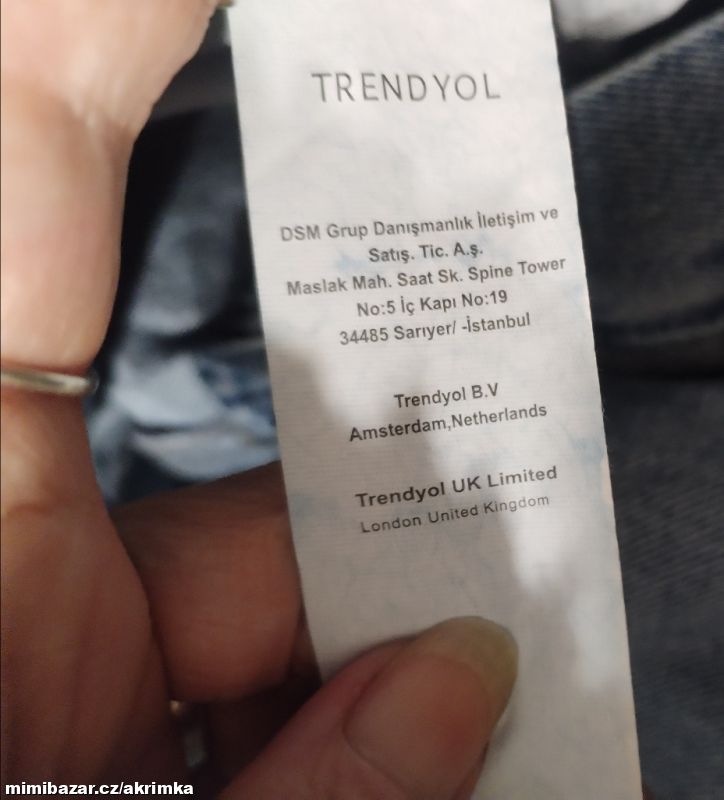 TRENDYOL
DSM Grup Danışmanlık İletişim ve
Satış. Tic. A.ş.
Maslak Mah. Saat Sk. Spine Tower
No:5 İç Kapı No:19
34485 Sarıyer/ -İstanbul
Trendyol B.V
Amsterdam,Netherlands
Trendyol UK Limited
London United Kingdom
mimibazar.cz/akrimka